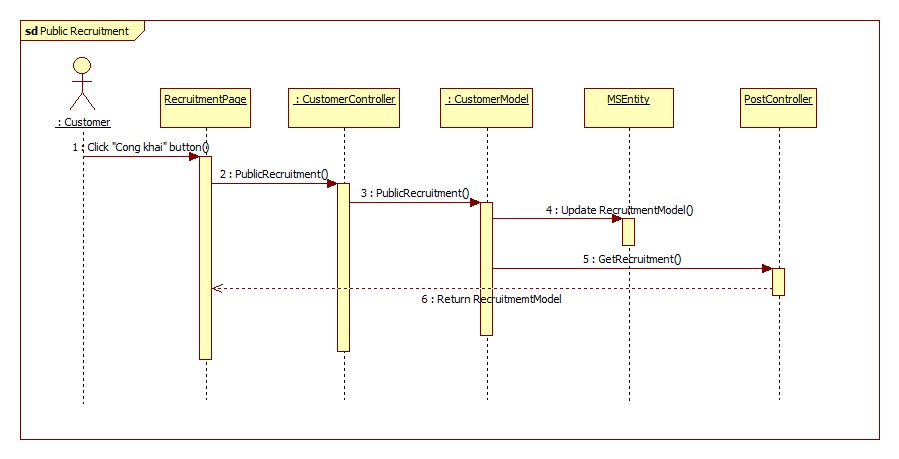 sd Public Recruitment
: Customer
RecruitmentPage
: CustomerController
: CustomerModel
MSEntity
PostController
1 : Click "Cong khai" button()
2 : PublicRecruitment()
3 : PublicRecruitment()
4 : Update RecruitmentModel()
5 : GetRecruitment()
6 : Return RecruitmemtModel